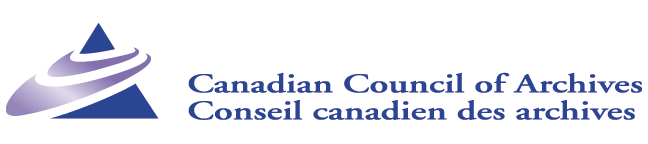 Canadian Council of Archives
Conseil canadien des archives